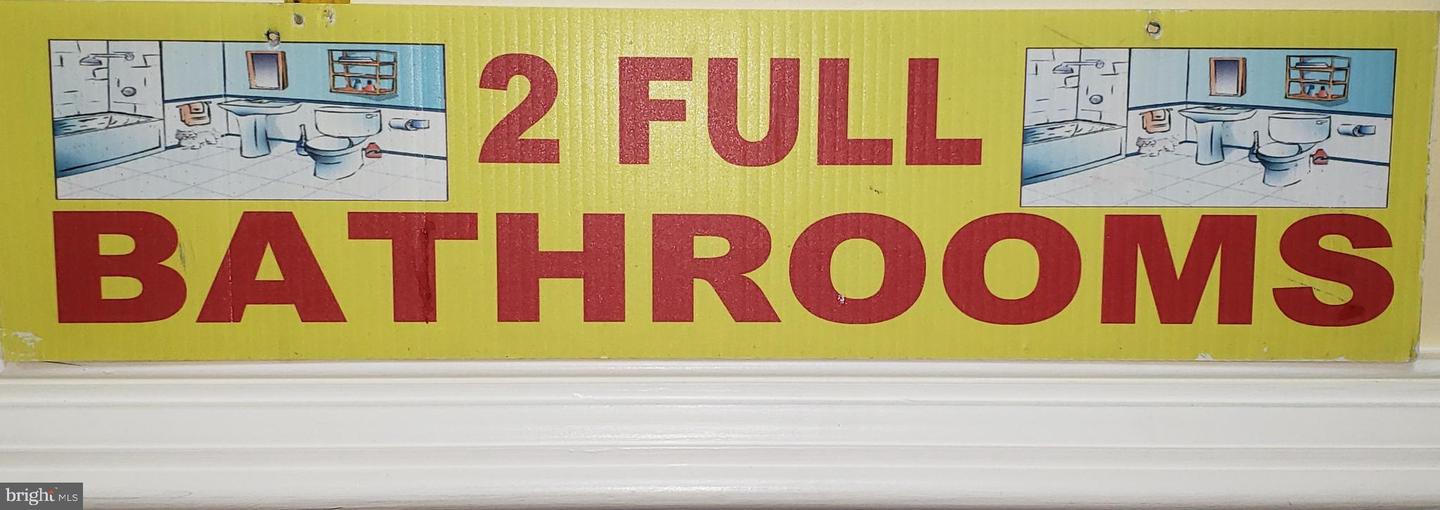 2 FULL
BATHROOMS
bright MLS